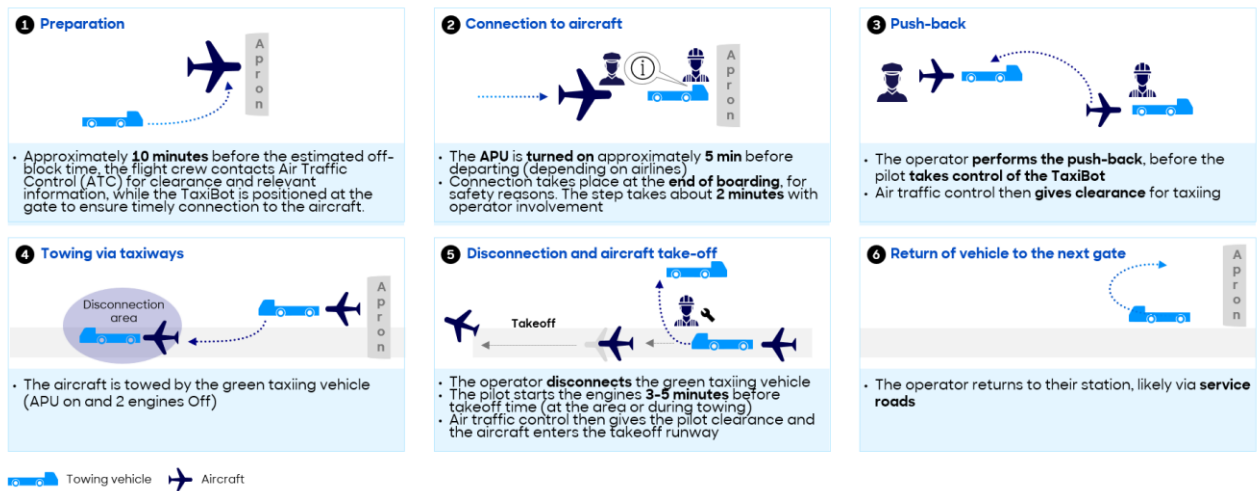 1 Preparation
Apron
• Approximately 10 minutes before the estimated off-
block time, the flight crew contacts Air Traffic
Control (ATC) for clearance and relevant
information, while the TaxiBot is positioned at the
gate to ensure timely connection to the aircraft.
2 Connection to aircraft
i
Apron
• The APU is turned on approximately 5 min before
departing (depending on airlines)
• Connection takes place at the end of boarding, for
safety reasons. The step takes about 2 minutes with
operator involvement
3 Push-back
• The operator performs the push-back, before the
pilot takes control of the TaxiBot
• Air traffic control then gives clearance for taxiing
4 Towing via taxiways
Disconnection
area
Apron
• The aircraft is towed by the green taxiing vehicle
(APU on and 2 engines Off)
5 Disconnection and aircraft take-off
Takeoff
• The operator disconnects the green taxiing vehicle
• The pilot starts the engines 3-5 minutes before
takeoff time (at the area or during towing)
• Air traffic control then gives the pilot clearance and
the aircraft enters the takeoff runway
6 Return of vehicle to the next gate
Apron
• The operator returns to their station, likely via service
roads
Towing vehicle
Aircraft